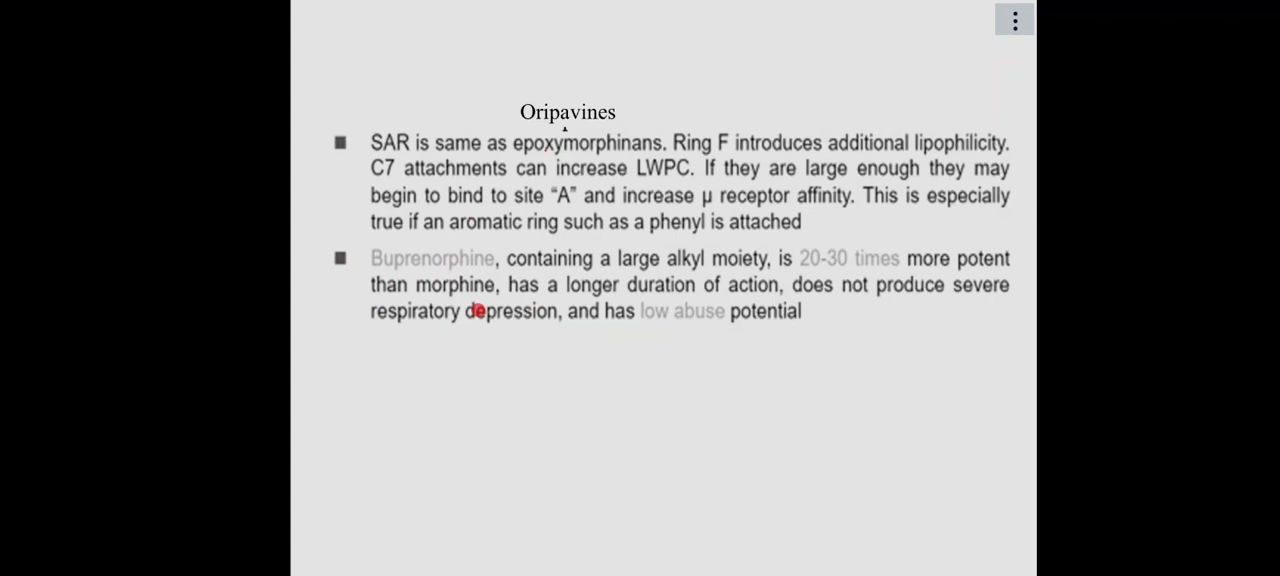 Oripavines
SAR is same as epoxymorphinans. Ring F introduces additional lipophilicity.
C7 attachments can increase LWPC. If they are large enough they may
begin to bind to site “A” and increase μ receptor affinity. This is especially
true if an aromatic ring such as a phenyl is attached
Buprenorphine, containing a large alkyl moiety, is 20-30 times more potent
than morphine, has a longer duration of action, does not produce severe
respiratory depression, and has low abuse potential